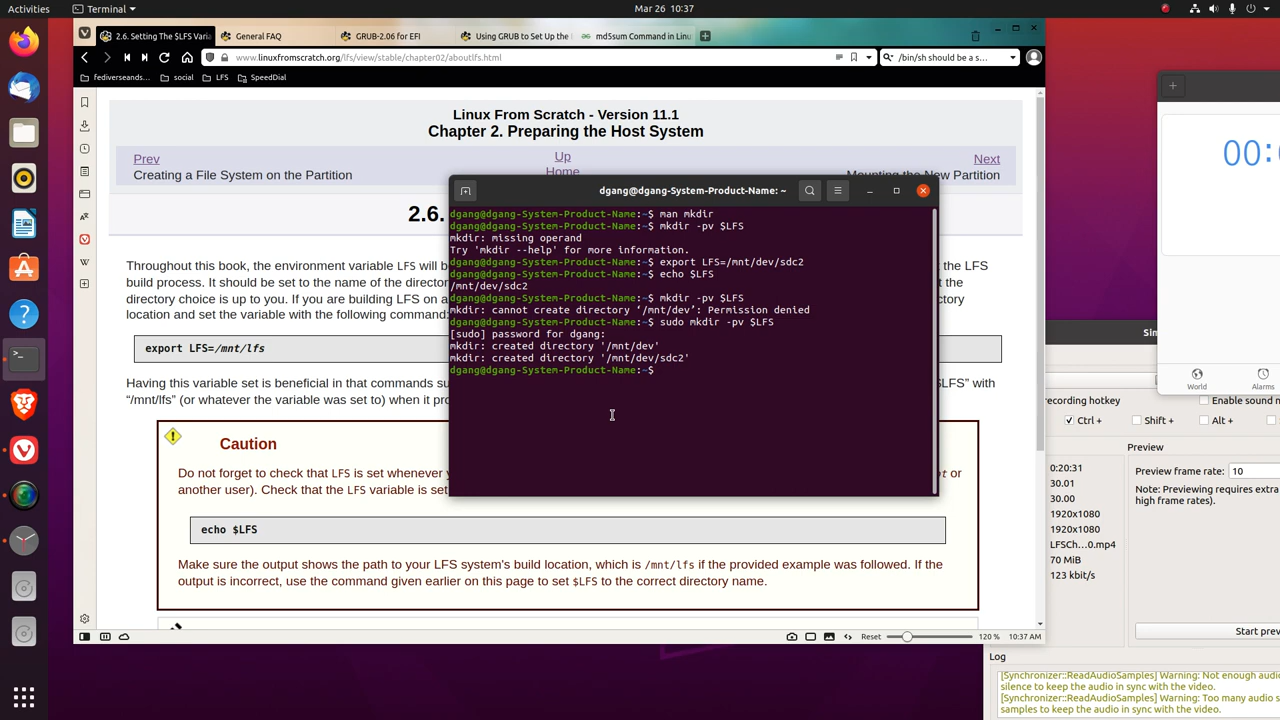 Activities
Terminal
Mar 26 10:37
2.6. Setting The $LFS Varia
General FAQ
GRUB-2.06 for EFI
Using GRUB to Set Up the
md5sum Command in Linu
www.linuxfromscratch.org/lfs/view/stable/chapter02/aboutlfs.html
/bin/sh should be a s...
fediverseands...
social
LFS
SpeedDial
Linux From Scratch - Version 11.1
Chapter 2. Preparing the Host System
Prev
Up
Next
Creating a File System on the Partition
Home
Mounting the New Partition
2.6.
Throughout this book, the environment variable LFS will b
the LFS
build process. It should be set to the name of the director
directory choice is up to you. If you are building LFS on a
location and set the variable with the following command:
export LFS=/mnt/lfs
Having this variable set is beneficial in that commands su
$LFS” with
“/mnt/lfs” (or whatever the variable was set to) when it pro
Caution
Do not forget to check that LFS is set whenever y
or
another user). Check that the LFS variable is set
echo $LFS
Make sure the output shows the path to your LFS system's build location, which is /mnt/lfs if the provided example was followed. If the
output is incorrect, use the command given earlier on this page to set $LFS to the correct directory name.
Reset
120 %
10:37 AM
dgang@dgang-System-Product-Name: ~
dgang@dgang-System-Product-Name:~$ man mkdir
dgang@dgang-System-Product-Name:~$ mkdir -pv $LFS
mkdir: missing operand
Try 'mkdir --help' for more information.
dgang@dgang-System-Product-Name:~$ export LFS=/mnt/dev/sdc2
dgang@dgang-System-Product-Name:~$ echo $LFS
/mnt/dev/sdc2
dgang@dgang-System-Product-Name:~$ mkdir -pv $LFS
mkdir: cannot create directory ‘/mnt/dev’: Permission denied
dgang@dgang-System-Product-Name:~$ sudo mkdir -pv $LFS
[sudo] password for dgang:
mkdir: created directory '/mnt/dev'
mkdir: created directory '/mnt/dev/sdc2'
dgang@dgang-System-Product-Name:~$
00:
World
Alarms
Sim
recording hotkey
Enable sound n
Ctrl +
Shift +
Alt +
Preview
0:20:31
30.01
30.00
1920x1080
1920x1080
LFSCh...0.mp4
70 MiB
123 kbit/s
Preview frame rate:
10
Note: Previewing requires extra
high frame rates).
Start prev
Log
[Synchronizer::ReadAudioSamples] Warning: Not enough audi
silence to keep the audio in sync with the video.
[Synchronizer::ReadAudioSamples] Warning: Too many audio s
samples to keep the audio in sync with the video.